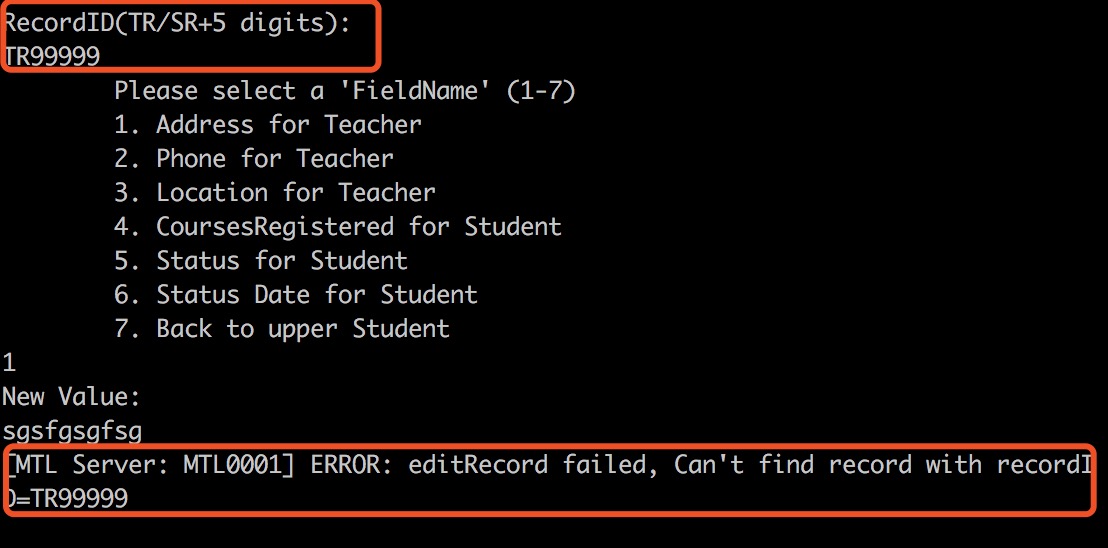 RecordID(TR/SR+5 digits):
TR99999
Please select a 'FieldName' (1-7)
1. Address for Teacher
2. Phone for Teacher
3. Location for Teacher
4. CoursesRegistered for Student
5. Status for Student
6. Status Date for Student
7. Back to upper Student
1
New Value:
sgsfgsgfsg
[MTL Server: MTL0001] ERROR: editRecord failed, Can't find record with recordI
D=TR99999